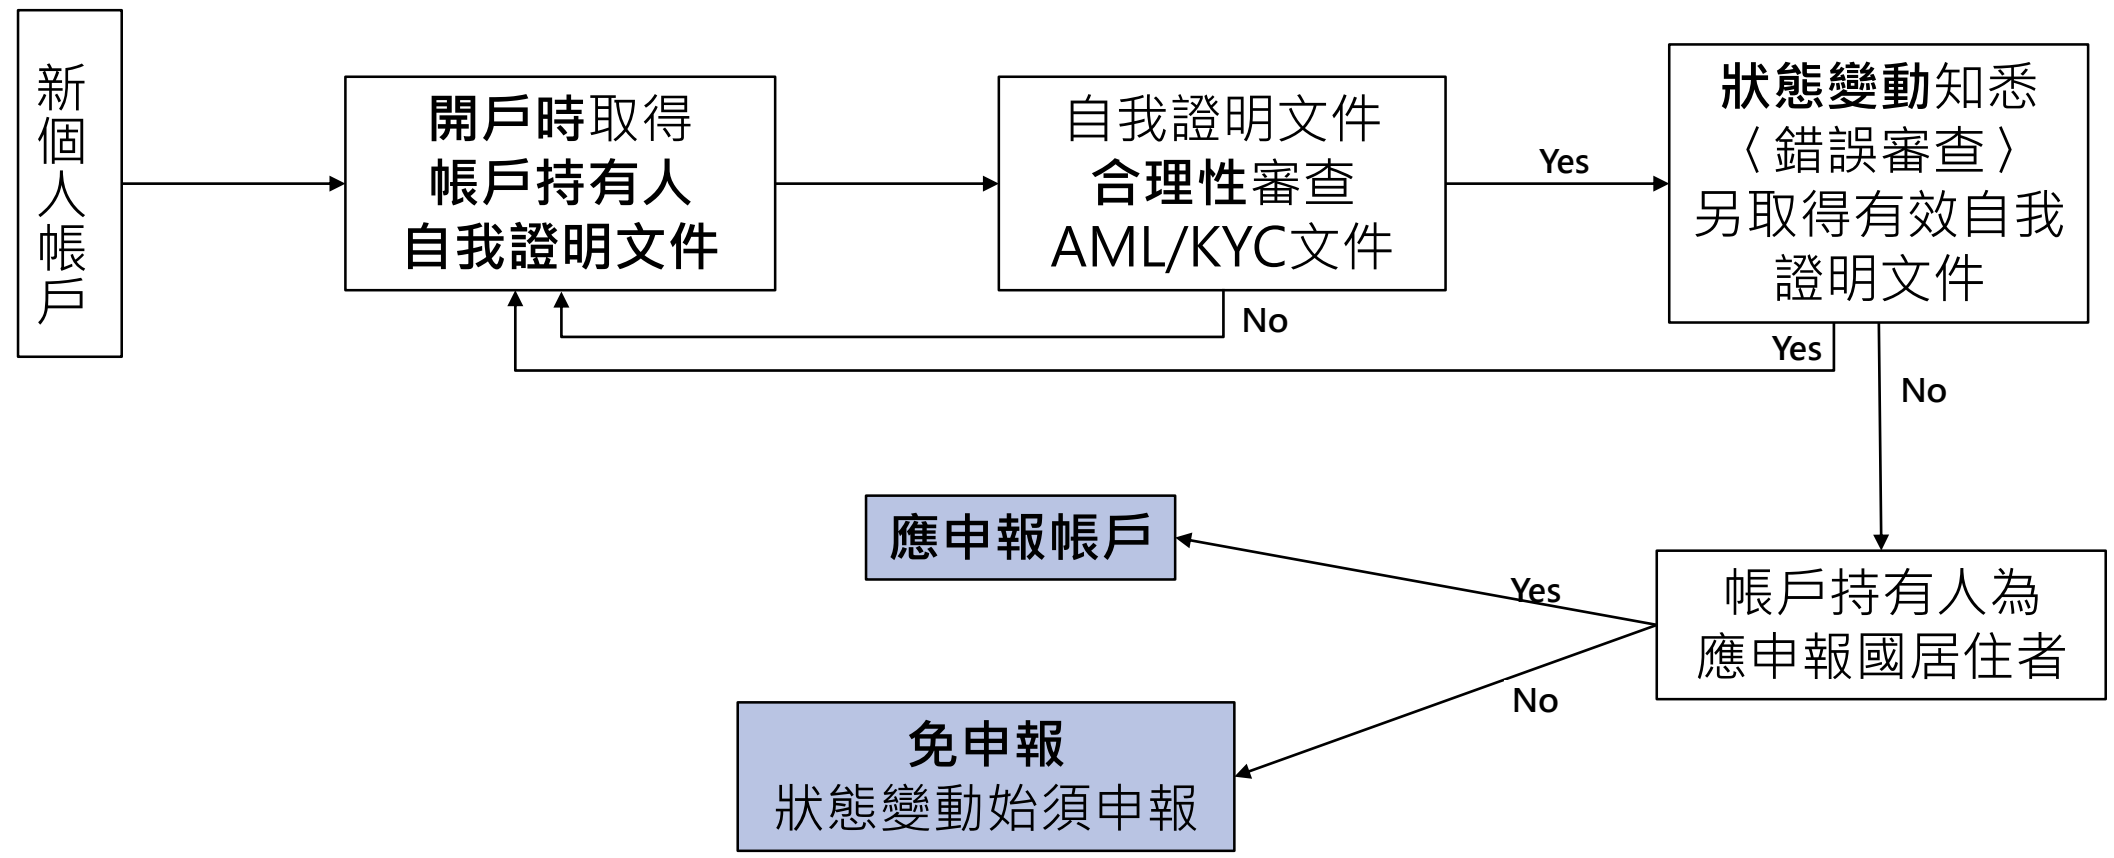 新個人帳戶
開戶時取得
帳戶持有人
自我證明文件
自我證明文件
合理性審查
AML/KYC文件
No
Yes
狀態變動知悉
〈錯誤審查〉
另取得有效自我
證明文件
Yes
No
帳戶持有人為
應申報國居住者
Yes
應申報帳戶
No
免申報
狀態變動始須申報